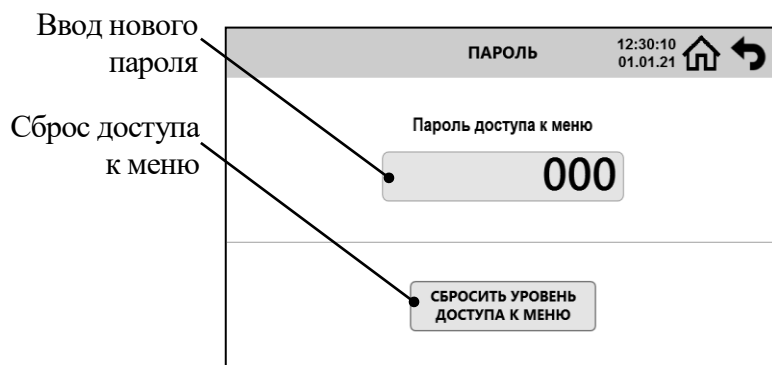 Ввод нового
пароля
ПАРОЛЬ
12:30:10
01.01.21
Сброс доступа
к меню
Пароль доступа к меню
000
СБРОСИТЬ УРОВЕНЬ
ДОСТУПА К МЕНЮ